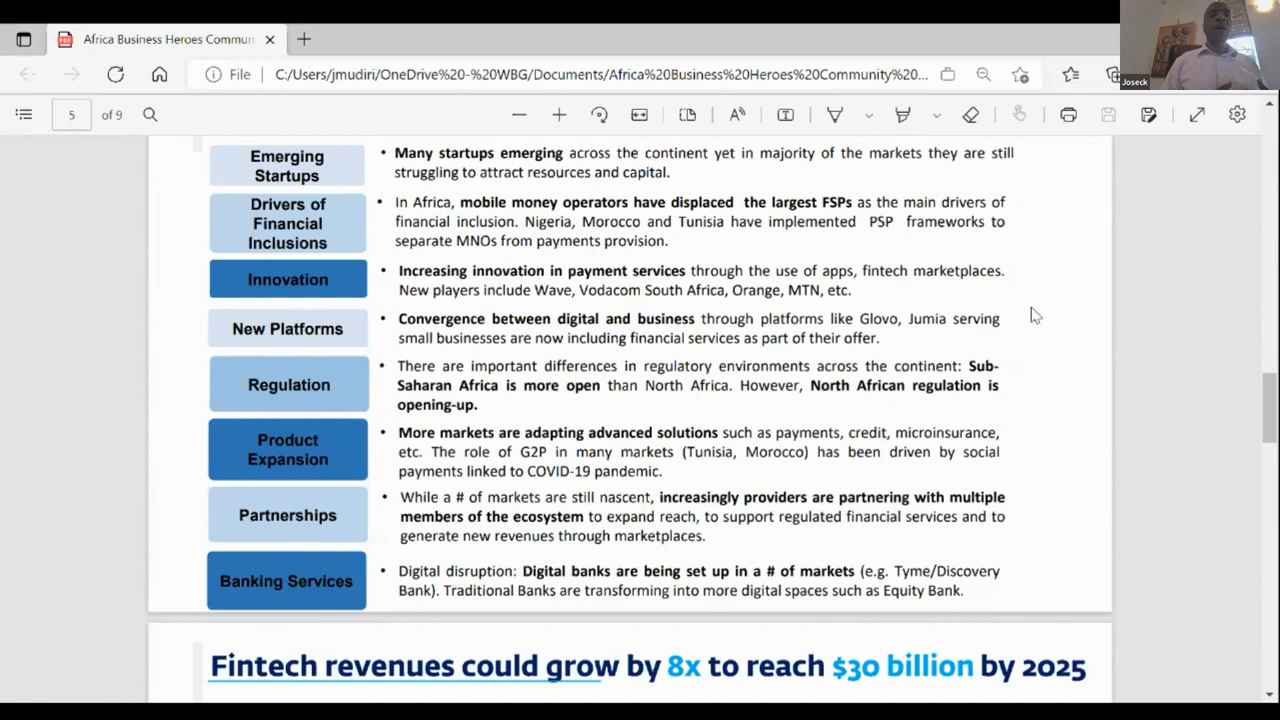 Africa Business Heroes Commun
File
C:/Users/jmudiri/OneDrive%20-%20WBG/Documents/Africa%20Business%20Heroes%20Community%20...
Joseck
5 of 9
Emerging
Startups
• Many startups emerging across the continent yet in majority of the markets they are still
struggling to attract resources and capital.
Drivers of
Financial
Inclusions
• In Africa, mobile money operators have displaced the largest FSPs as the main drivers of
financial inclusion. Nigeria, Morocco and Tunisia have implemented PSP frameworks to
separate MNOs from payments provision.
Innovation
• Increasing innovation in payment services through the use of apps, fintech marketplaces.
New players include Wave, Vodacom South Africa, Orange, MTN, etc.
New Platforms
• Convergence between digital and business through platforms like Glovo, Jumia serving
small businesses are now including financial services as part of their offer.
Regulation
• There are important differences in regulatory environments across the continent: Sub-
Saharan Africa is more open than North Africa. However, North African regulation is
opening-up.
Product
Expansion
• More markets are adapting advanced solutions such as payments, credit, microinsurance,
etc. The role of G2P in many markets (Tunisia, Morocco) has been driven by social
payments linked to COVID-19 pandemic.
Partnerships
• While a # of markets are still nascent, increasingly providers are partnering with multiple
members of the ecosystem to expand reach, to support regulated financial services and to
generate new revenues through marketplaces.
Banking Services
• Digital disruption: Digital banks are being set up in a # of markets (e.g. Tyme/Discovery
Bank). Traditional Banks are transforming into more digital spaces such as Equity Bank.
Fintech revenues could grow by 8x to reach $30 billion by 2025